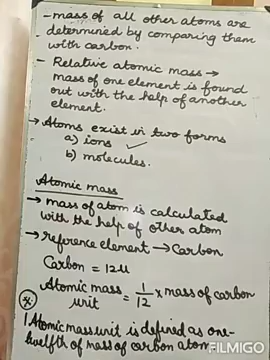 - mass of all other atoms are
determined by comparing them
with carbon.
- Relative atomic mass →
mass of one element is found
out with the help of another
element.
→ Atoms exist in two forms
a) ions ✓
b) molecules.
Atomic mass
→ mass of atom is calculated
with the help of other atom
→ reference element → Carbon
Carbon = 12u
Atomic mass unit = 1/12 × mass of carbon
* 1 Atomic mass unit is defined as one-
twelfth of mass of carbon atom
FILMIGO